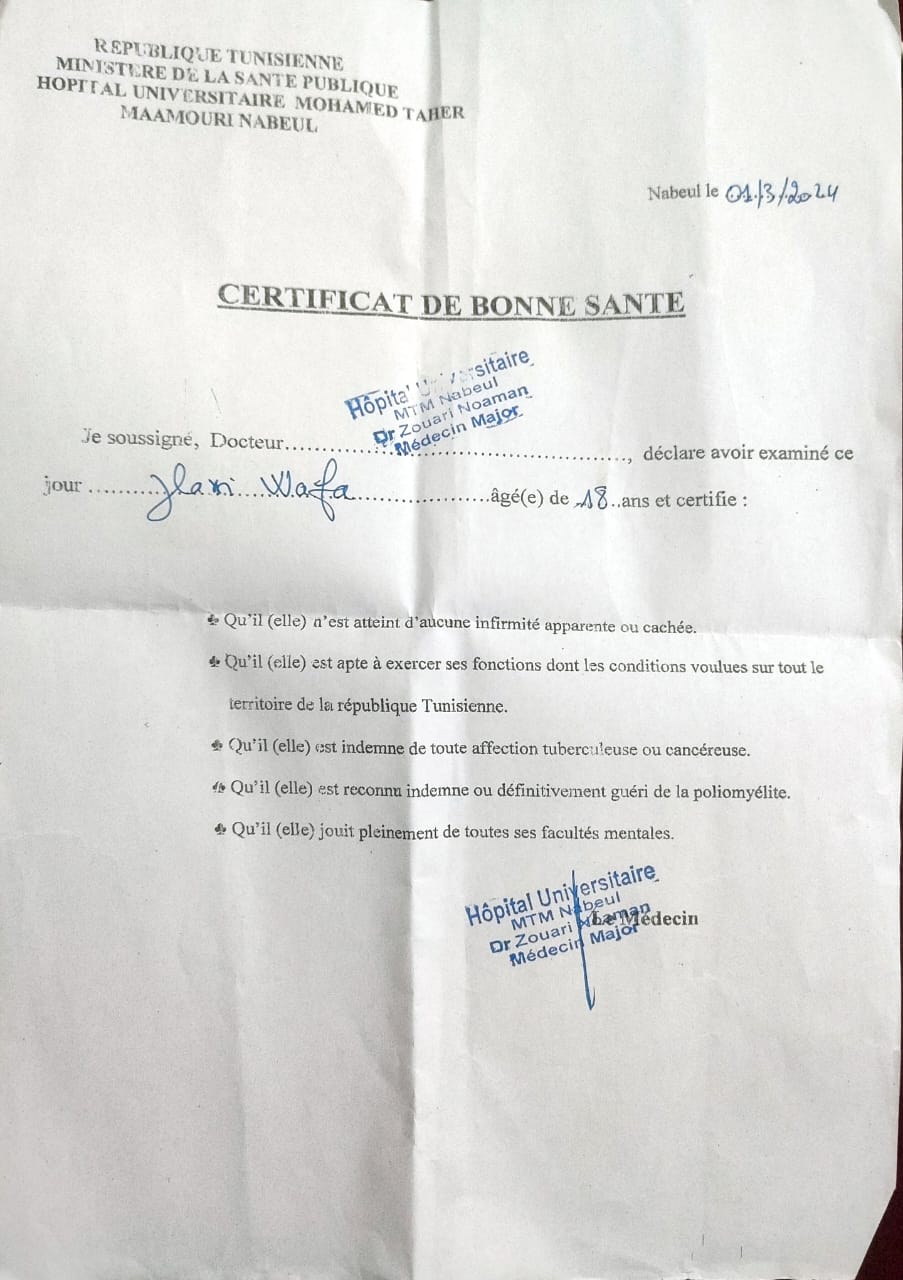 REPUBLIQUE TUNISIENNE
MINISTERE DE LA SANTE PUBLIQUE
HOPITAL UNIVERSITAIRE MOHAMED TAHER
MAAMOURI NABEUL
Nabeul le 01/3/2024
CERTIFICAT DE BONNE SANTE
Hôpital Universitaire
MTM Nabeul
Dr Zouari Noaman
Médecin Major
Je soussigné, Docteur...................................................., déclare avoir examiné ce
jour .......... Wafa ....................âgé(e) de 18..ans et certifie :
Qu'il (elle) n'est atteint d'aucune infirmité apparente ou cachée.
Qu'il (elle) est apte à exercer ses fonctions dont les conditions voulues sur tout le
territoire de la république Tunisienne.
Qu'il (elle) est indemne de toute affection tuberculeuse ou cancéreuse.
Qu'il (elle) est reconnu indemne ou définitivement guéri de la poliomyélite.
Qu'il (elle) jouit pleinement de toutes ses facultés mentales.
Le Médecin
Hôpital Universitaire
MTM Nabeul
Dr Zouari Noaman
Médecin Major